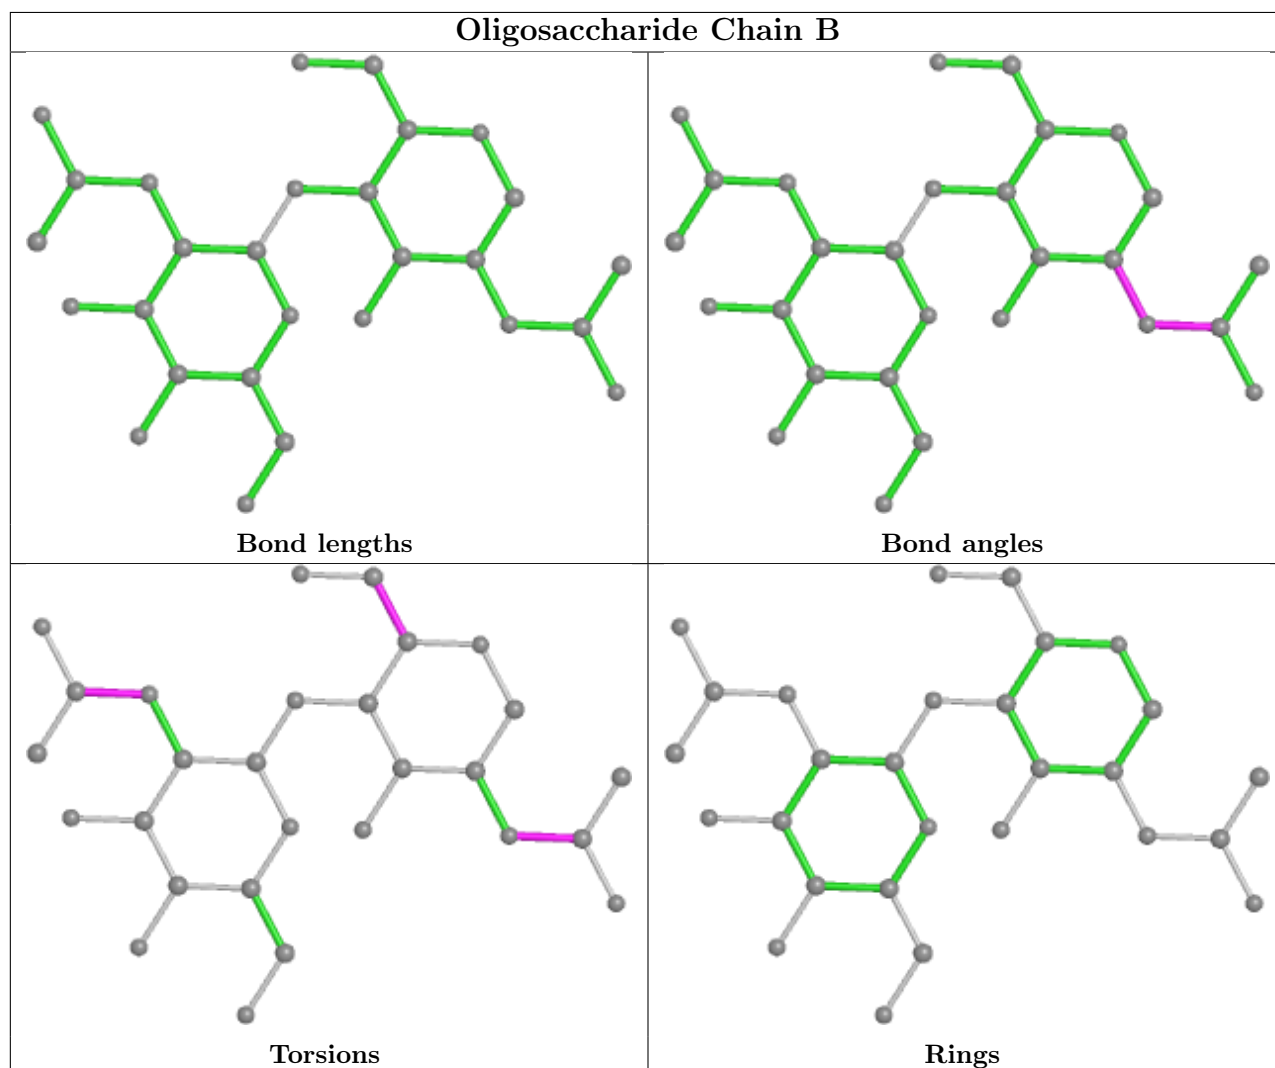 Oligosaccharide Chain B
Bond lengths
Bond angles
Torsions
Rings